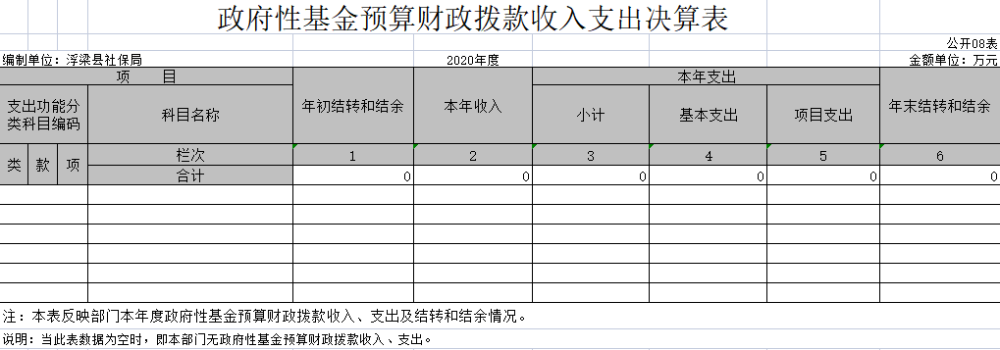 政府性基金预算财政拨款收入支出决算表
公开08表
编制单位：浮梁县社保局 2020年度 金额单位：万元
项 目 年初结转和结余 本年收入 本年支出 年末结转和结余
支出功能分类科目编码 科目名称 小计 基本支出 项目支出
类 款 项 栏次 1 2 3 4 5 6
合计 0 0 0 0 0 0
注：本表反映部门本年度政府性基金预算财政拨款收入、支出及结转和结余情况。
说明：当此表数据为空时，即本部门无政府性基金预算财政拨款收入、支出。